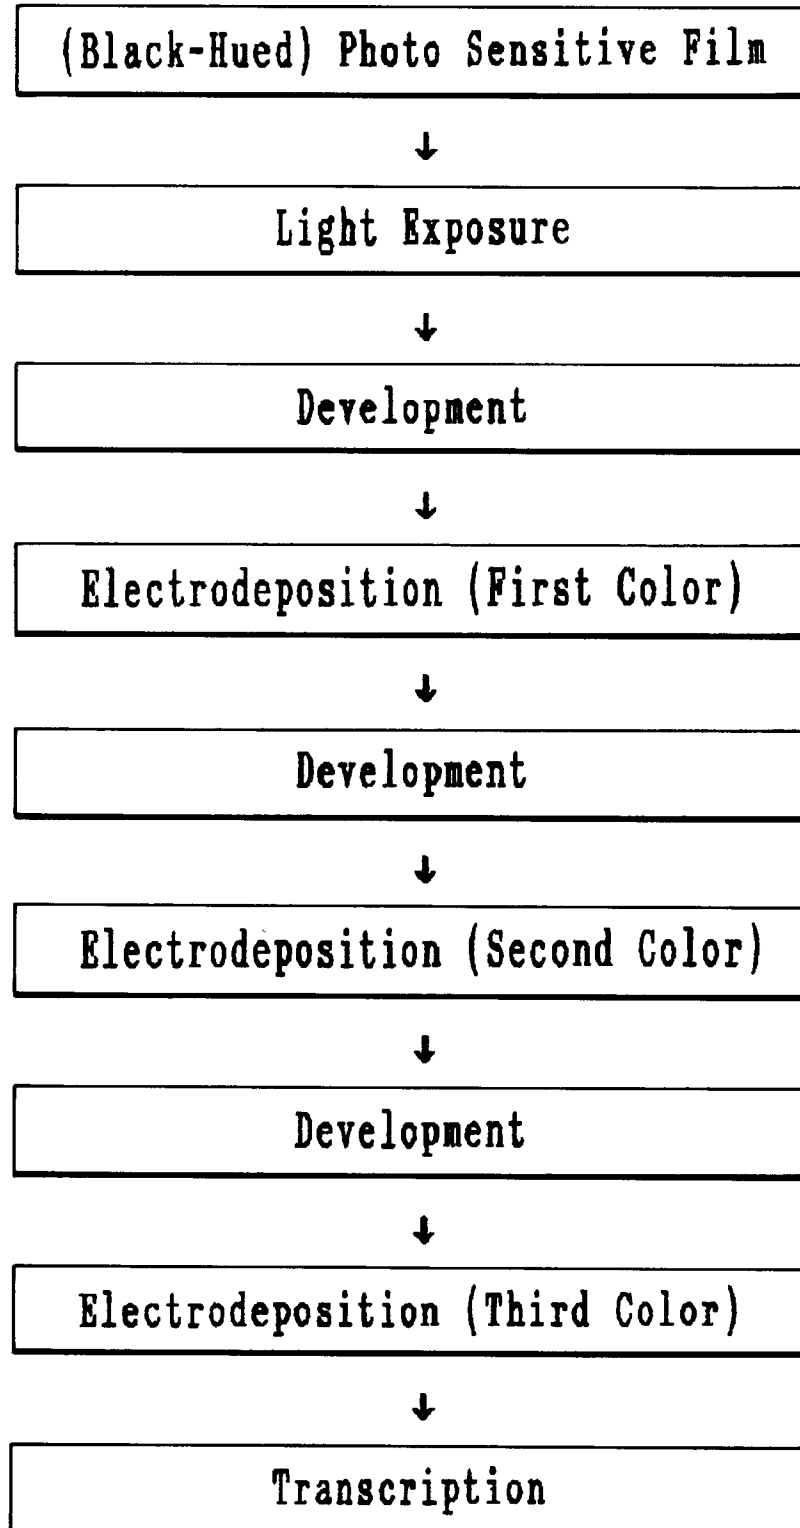 (Black-Hued) Photo Sensitive Film
↓
Light Exposure
↓
Development
↓
Electrodeposition (First Color)
↓
Development
↓
Electrodeposition (Second Color)
↓
Development
↓
Electrodeposition (Third Color)
↓
Transcription